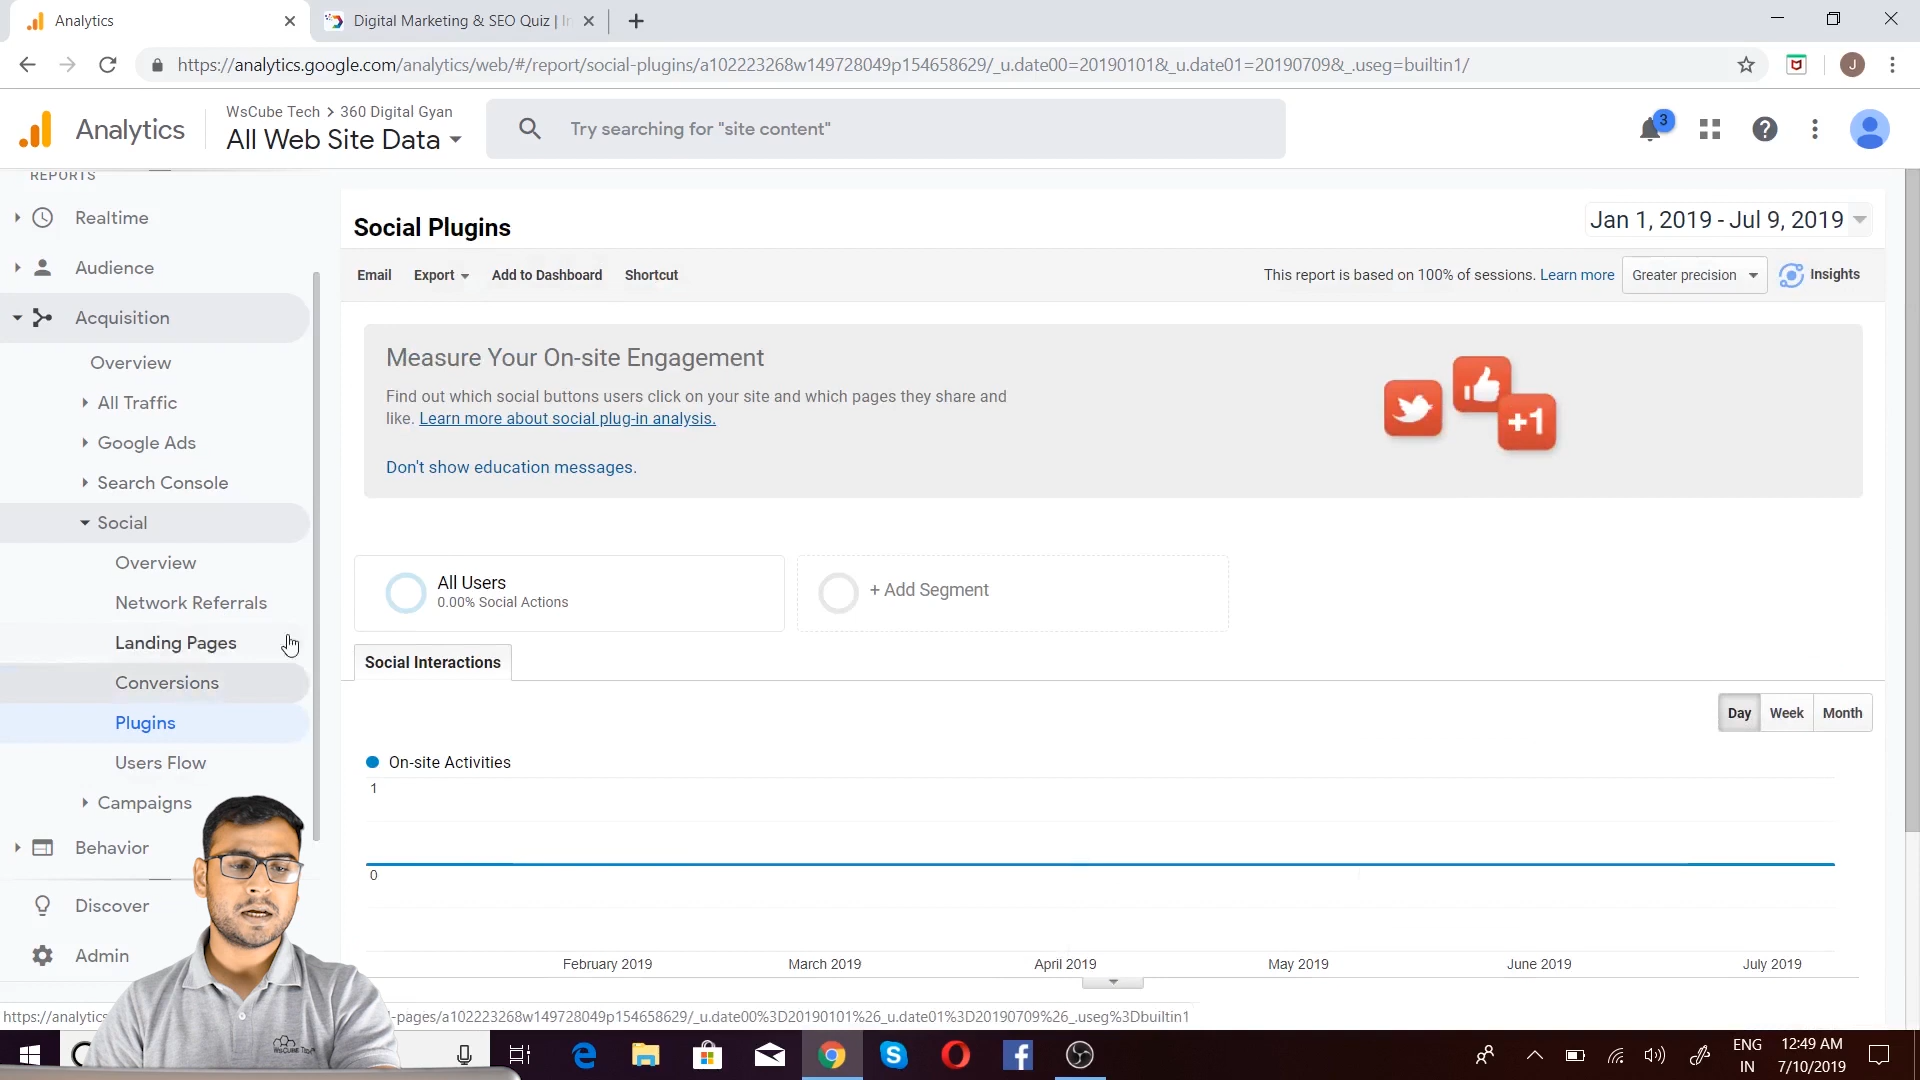 Analytics
Digital Marketing & SEO Quiz | In
https://analytics.google.com/analytics/web/#/report/social-plugins/a102223268w149728049p154658629/_u.date00=20190101&_u.date01=20190709&_.useg=builtin1/
J
Analytics
WsCube Tech > 360 Digital Gyan
All Web Site Data
Try searching for "site content"
3
REPORTS
Realtime
Audience
Acquisition
Overview
All Traffic
Google Ads
Search Console
Social
Overview
Network Referrals
Landing Pages
Conversions
Plugins
Users Flow
Campaigns
Behavior
Discover
Admin
Social Plugins
Jan 1, 2019 - Jul 9, 2019
Email Export Add to Dashboard Shortcut
This report is based on 100% of sessions. Learn more Greater precision Insights
Measure Your On-site Engagement
Find out which social buttons users click on your site and which pages they share and
like. Learn more about social plug-in analysis.
Don't show education messages.
+1
All Users
0.00% Social Actions
+ Add Segment
Social Interactions
Day Week Month
On-site Activities
1
0
February 2019 March 2019 April 2019 May 2019 June 2019 July 2019
https://analytics
-pages/a102223268w149728049p154658629/_u.date00%3D20190101%26_u.date01%3D20190709%26_.useg%3Dbuiltin1
WsCube Tech
ENG
IN
12:49 AM
7/10/2019